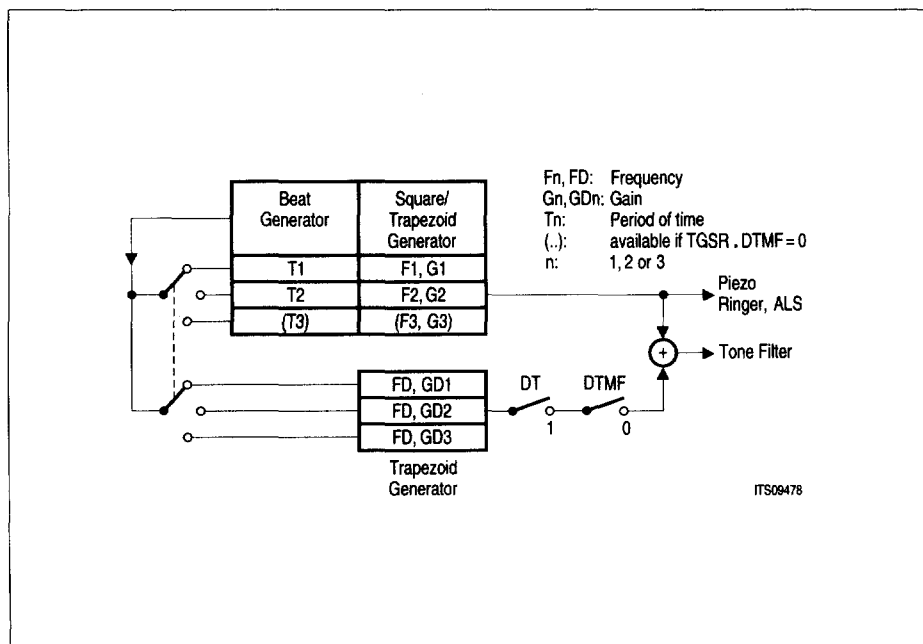 Beat
Generator
Square/
Trapezoid
Generator
T1
F1, G1
T2
F2, G2
(T3)
(F3, G3)
Fn, FD: Frequency
Gn, GDn: Gain
Tn: Period of time
(..): available if TGSR . DTMF = 0
n: 1, 2 or 3
Piezo
Ringer, ALS
+
Tone Filter
FD, GD1
FD, GD2
FD, GD3
DT
DTMF
1
0
Trapezoid
Generator
ITS09478